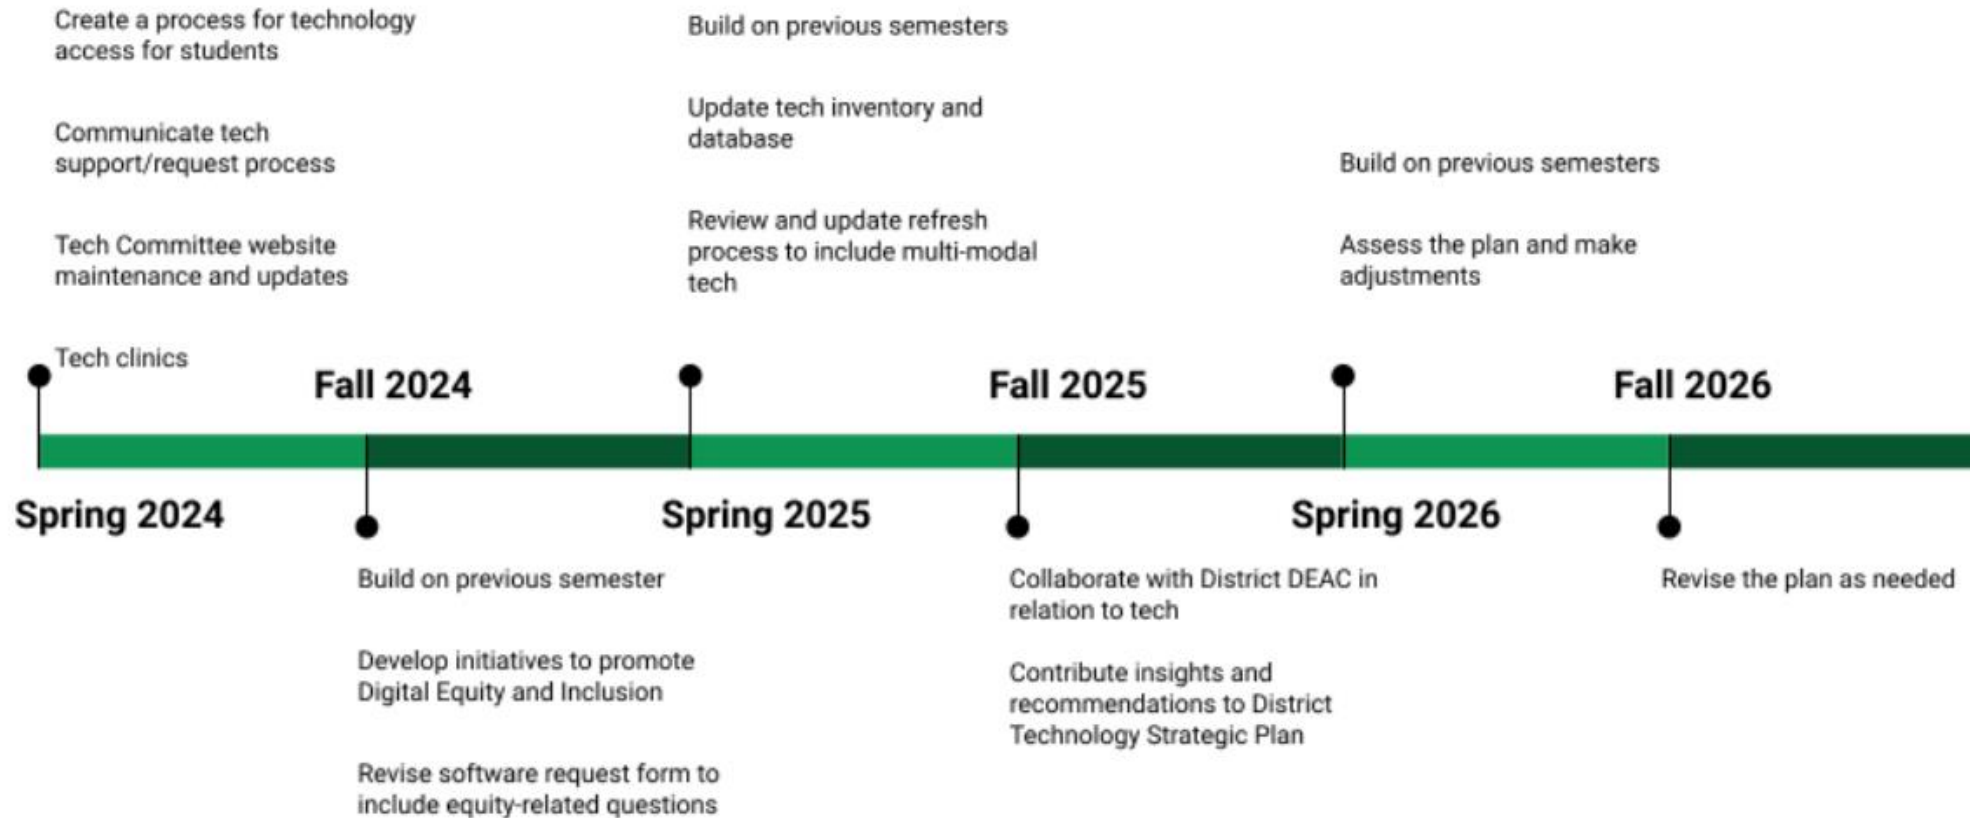 Create a process for technology
access for students
Communicate tech
support/request process
Tech Committee website
maintenance and updates
Tech clinics
Build on previous semesters
Update tech inventory and
database
Review and update refresh
process to include multi-modal
tech
Build on previous semesters
Assess the plan and make
adjustments
Fall 2024
Fall 2025
Fall 2026
Spring 2024
Spring 2025
Spring 2026
Build on previous semester
Develop initiatives to promote
Digital Equity and Inclusion
Revise software request form to
include equity-related questions
Collaborate with District DEAC in
relation to tech
Contribute insights and
recommendations to District
Technology Strategic Plan
Revise the plan as needed